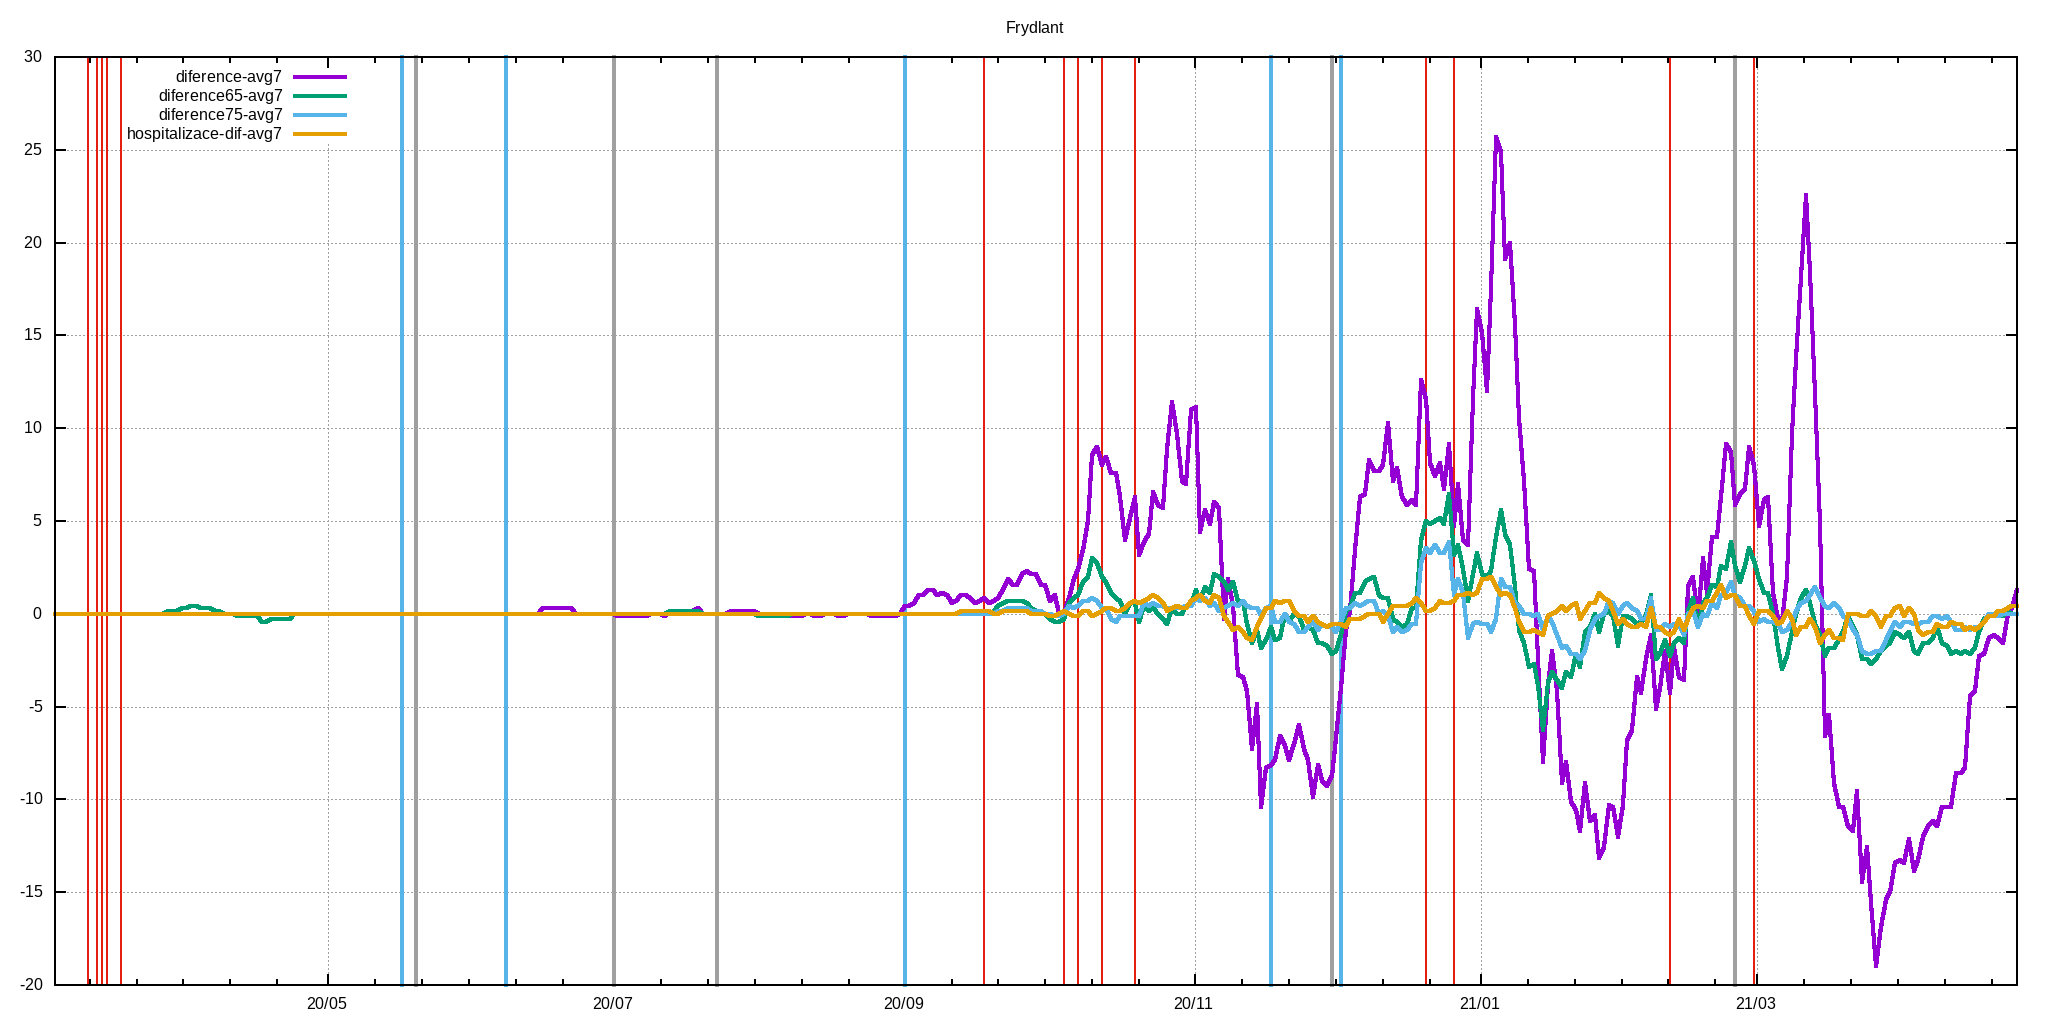 Frydlant
30
diference-avg7
diference65-avg7
diference75-avg7
hospitalizace-dif-avg7
25
20
15
10
5
0
-5
-10
-15
-20
20/05 20/07 20/09 20/11 21/01 21/03